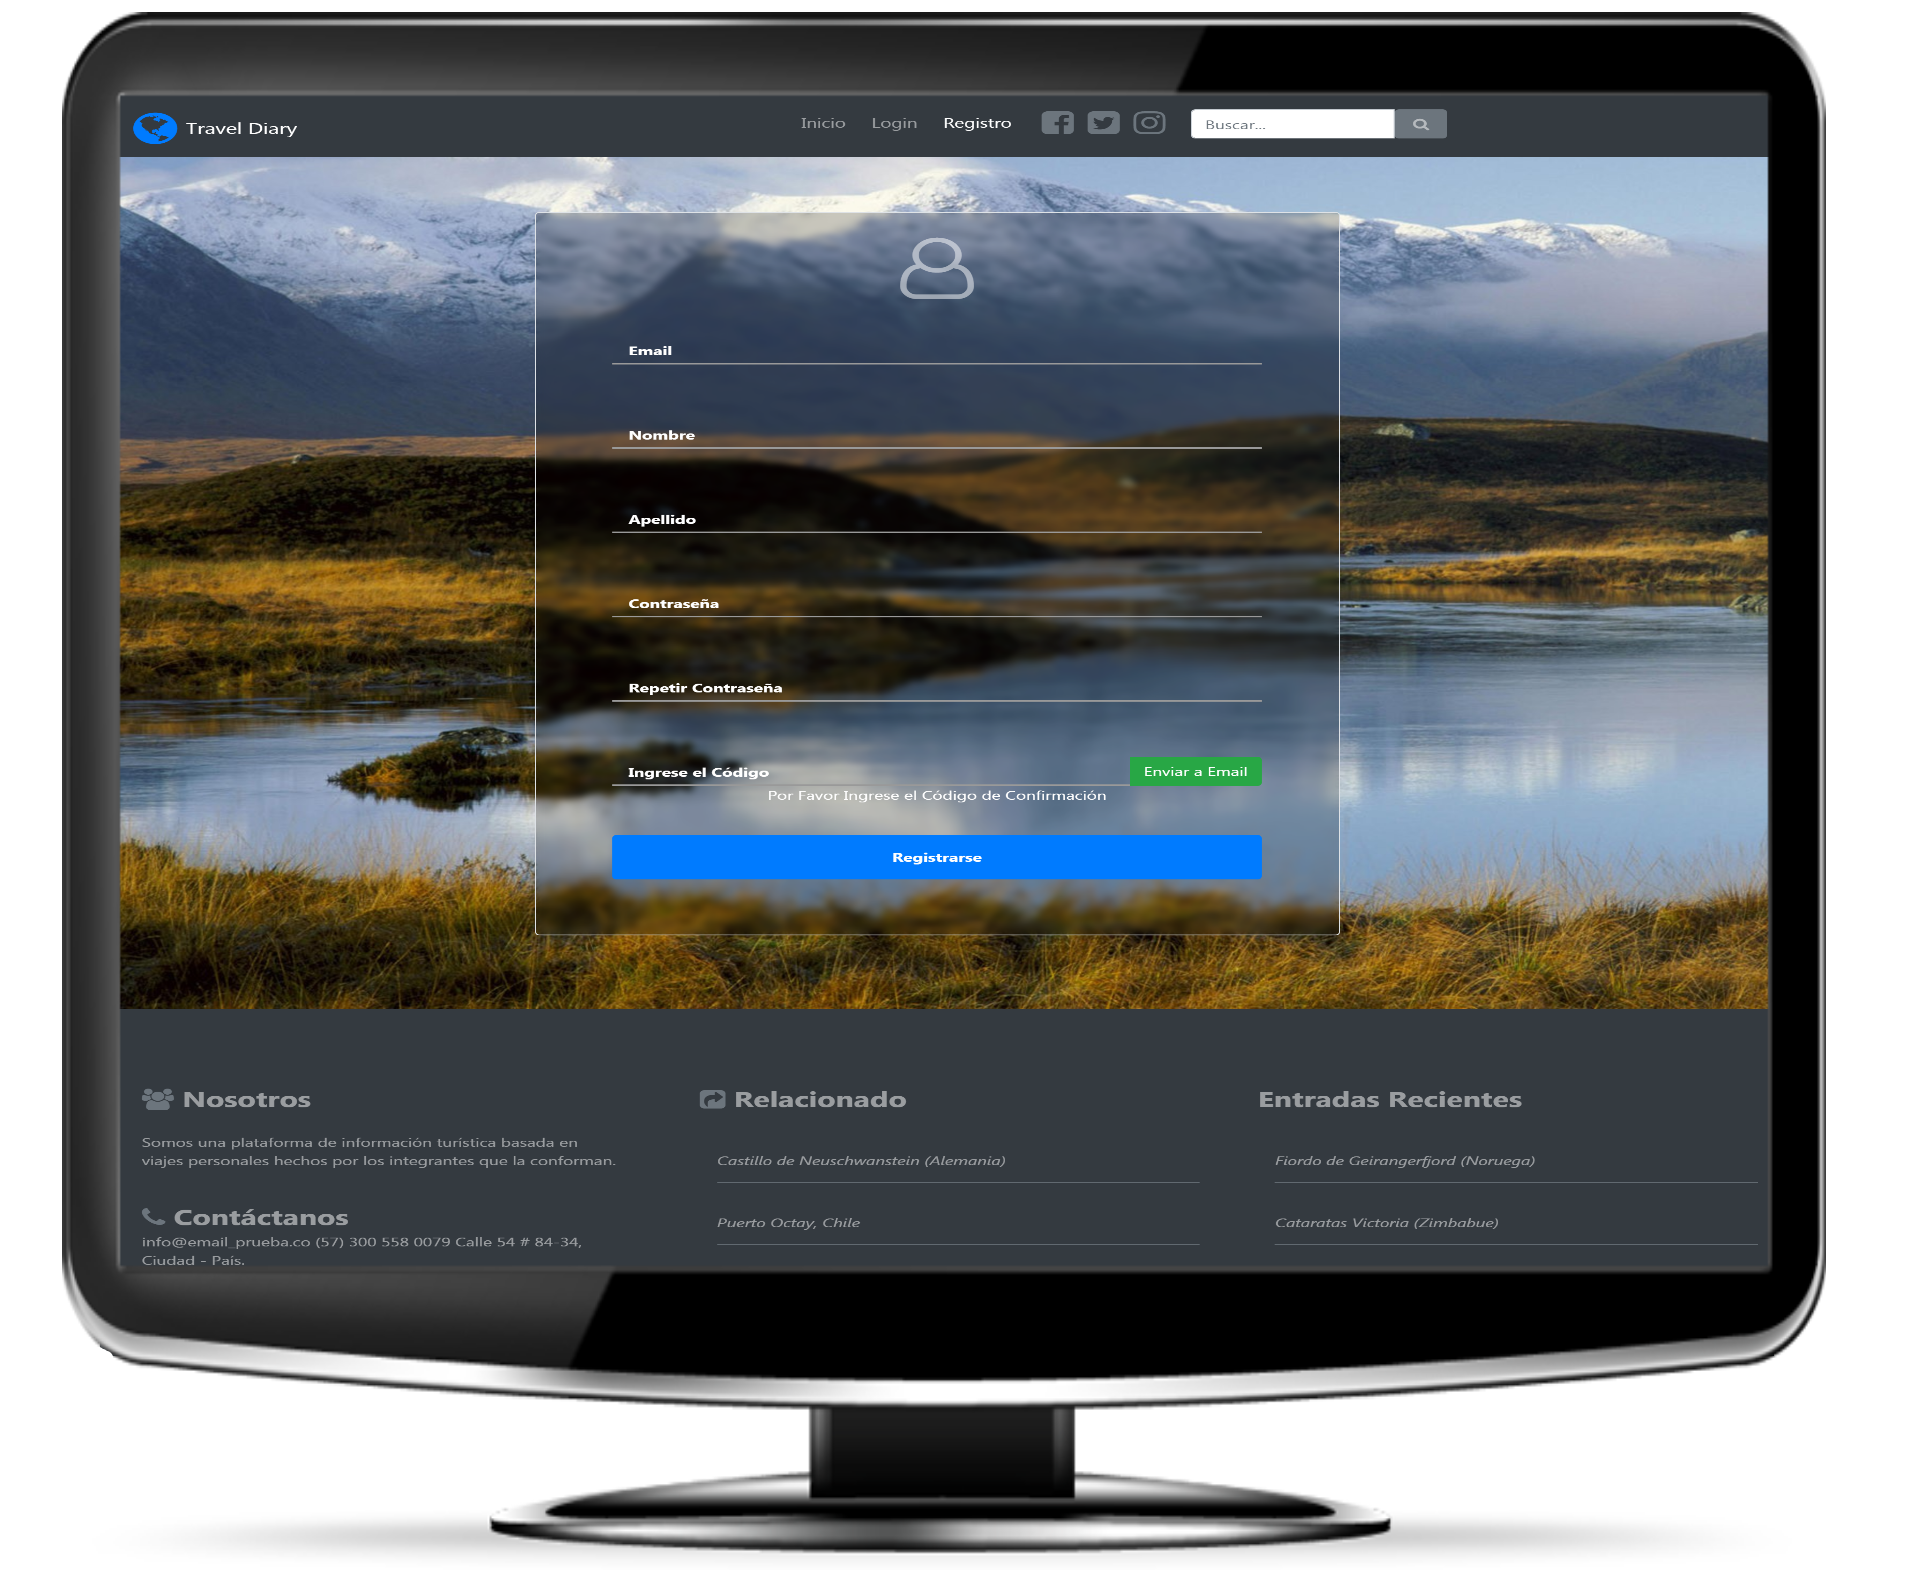 Travel Diary
Inicio Login Registro
Buscar...
Email
Nombre
Apellido
Contraseña
Repetir Contraseña
Ingrese el Código
Enviar a Email
Por Favor Ingrese el Código de Confirmación
Registrarse
Nosotros
Somos una plataforma de información turística basada en
viajes personales hechos por los integrantes que la conforman.
Contáctanos
info@email_prueba.co (57) 300 558 0079 Calle 54 # 84-34,
Ciudad - País.
Relacionado
Castillo de Neuschwanstein (Alemania)
Puerto Octay, Chile
Entradas Recientes
Fiordo de Geirangerfjord (Noruega)
Cataratas Victoria (Zimbabue)